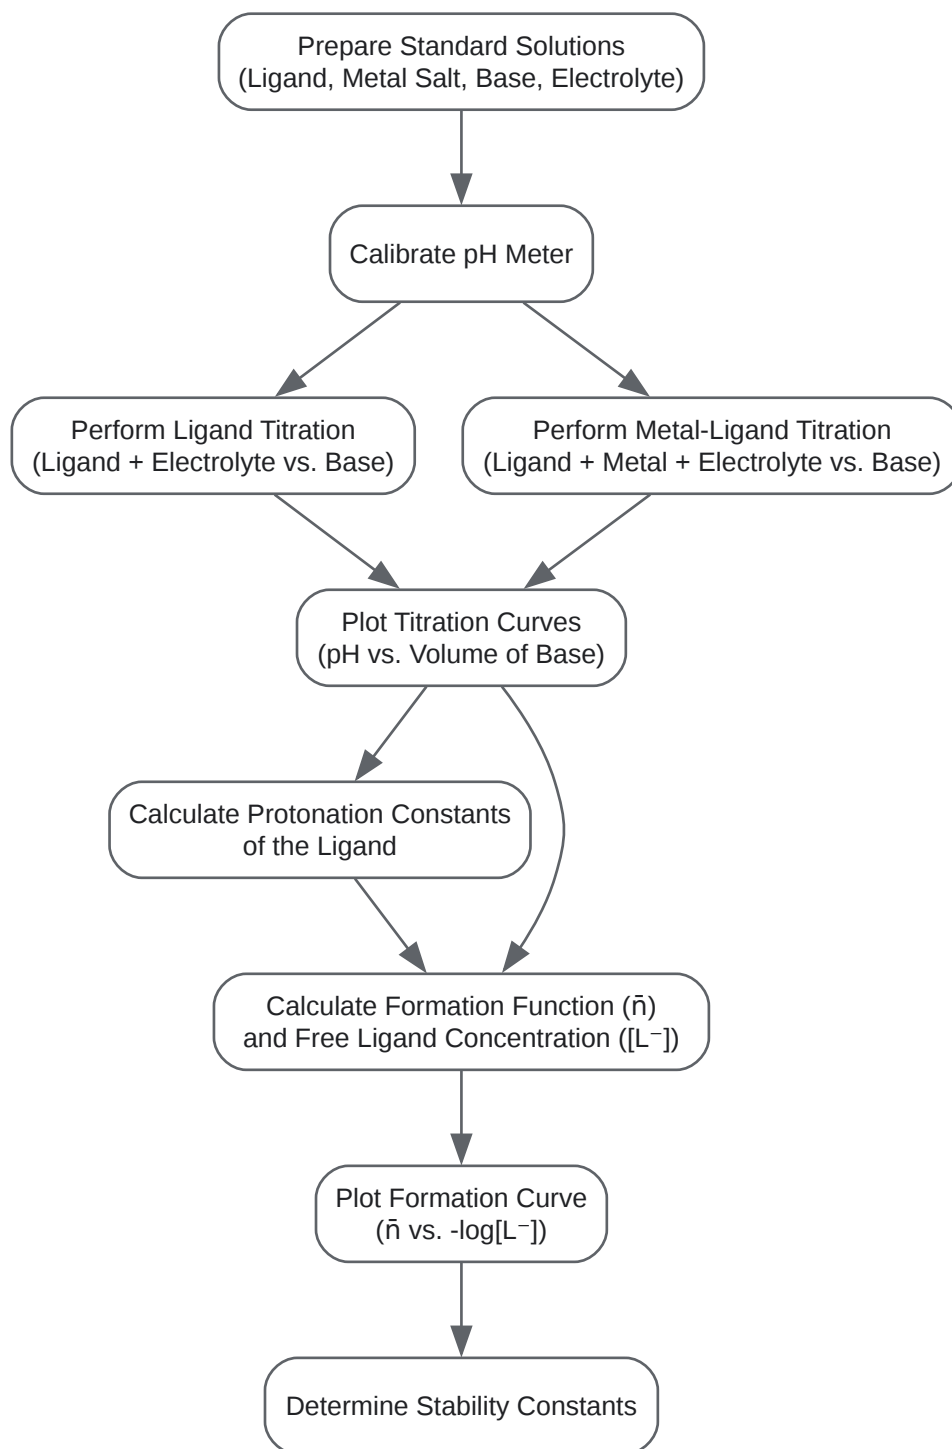 Prepare Standard Solutions
(Ligand, Metal Salt, Base, Electrolyte)
Calibrate pH Meter
Perform Ligand Titration
(Ligand + Electrolyte vs. Base)
Perform Metal-Ligand Titration
(Ligand + Metal + Electrolyte vs. Base)
Plot Titration Curves
(pH vs. Volume of Base)
Calculate Protonation Constants
of the Ligand
Calculate Formation Function (n̄)
and Free Ligand Concentration ([L⁻])
Plot Formation Curve
(n̄ vs. -log[L⁻])
Determine Stability Constants